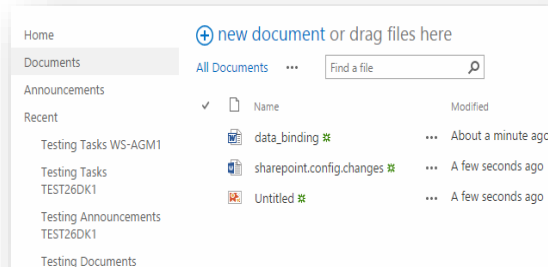 Home
Documents
Announcements
Recent
Testing Tasks WS-AGM1
Testing Tasks
TEST26DK1
Testing Announcements
TEST26DK1
Testing Documents
new document or drag files here
All Documents ••• Find a file
Name Modified
data_binding ••• About a minute ago
sharepoint.config.changes ••• A few seconds ago
Untitled ••• A few seconds ago